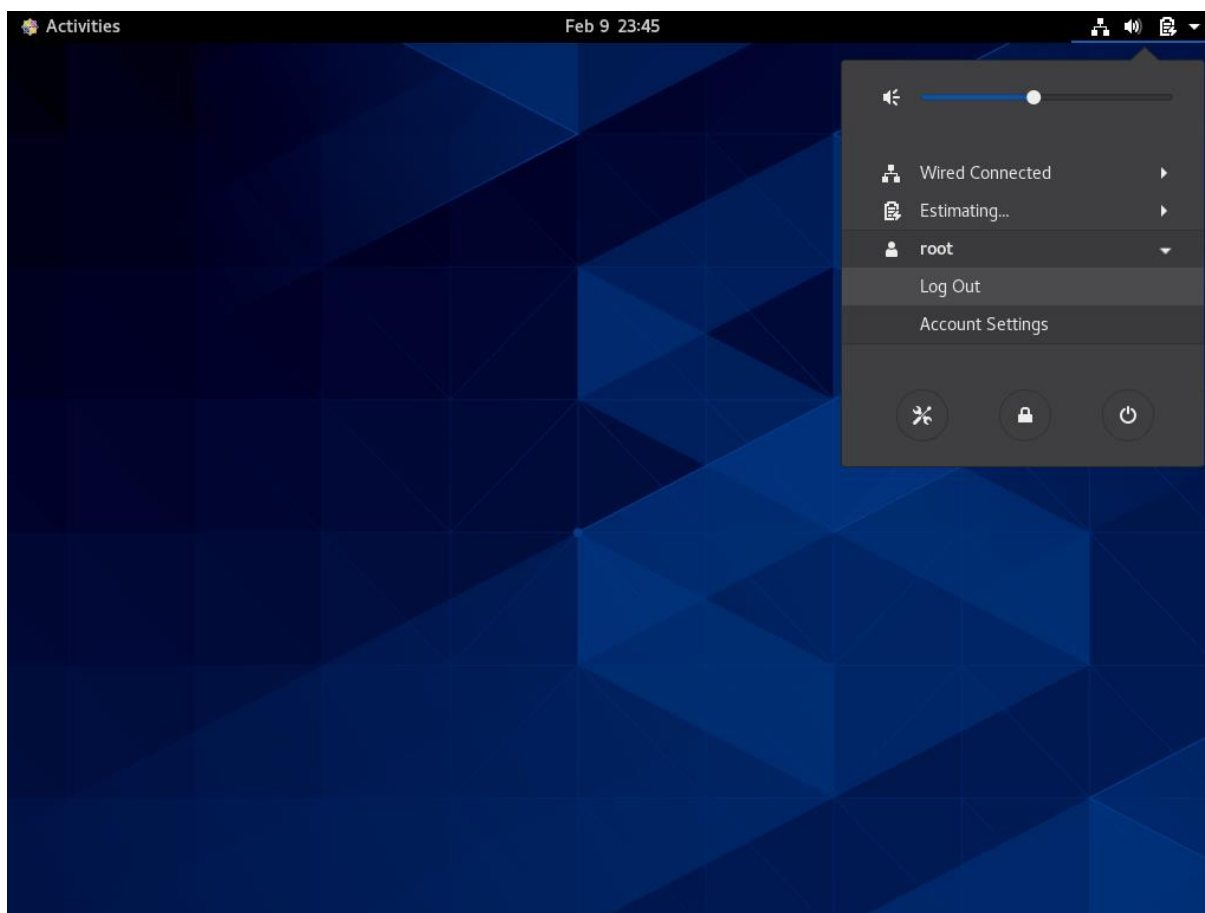 Activities
Feb 9 23:45
Wired Connected
Estimating...
root
Log Out
Account Settings